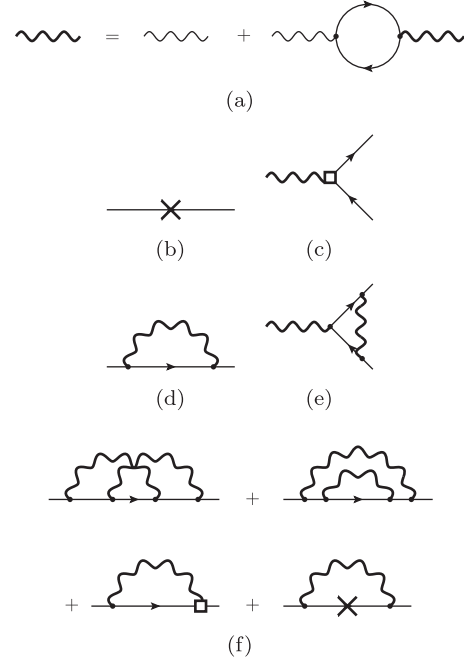 = +
(a)
(b) (c)
(d) (e)
+
+ +
(f)